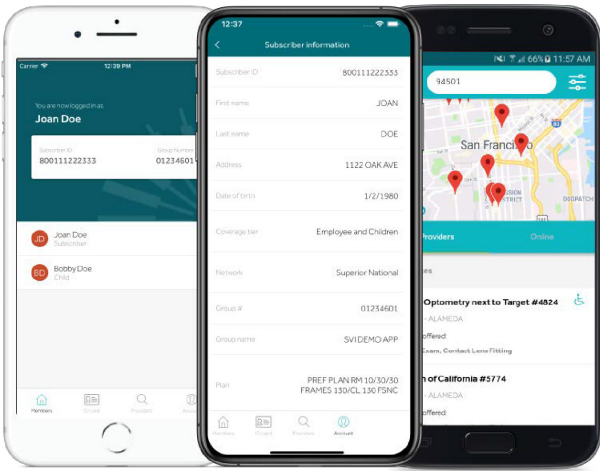 Carrier
12:39 PM
You are now logged in as
Joan Doe
Subscriber ID
Group Number
800111222333
01234601
JD
Joan Doe
Subscriber
BD
Bobby Doe
Child
Members
ID card
Providers
12:37
Subscriber information
Subscriber ID
800111222333
First name
JOAN
Last name
DOE
Address
1122 OAK AVE
Date of birth
1/2/1980
Coverage tier
Employee and Children
Network
Superior National
Group #
01234601
Group name
SVI DEMO APP
Plan
PREF PLAN RM 10/30/30
FRAMES 130/CL 130 FSNC
Members
ID card
Providers
Account
66% 11:57 AM
94501
San Franci
DOGPATCH
Providers
Online
Optometry next to Target #4824
- ALAMEDA
offered:
Exam, Contact Lens Fitting
of California #5774
- ALAMEDA
offered: